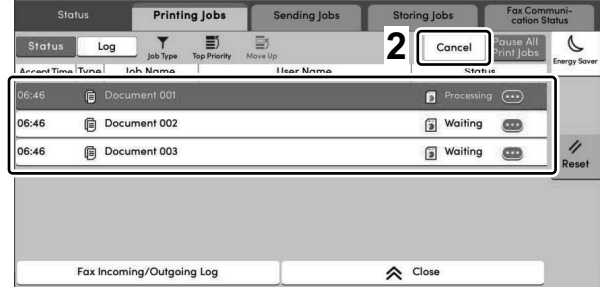 Status Printing Jobs Sending Jobs Storing Jobs Fax Communi-
cation Status
Status Log Job Type Top Priority Move Up 2 Cancel Pause All
Print Jobs Energy Saver
Accept Time Type Job Name User Name Status
06:46 Document 001 Processing
06:46 Document 002 Waiting
06:46 Document 003 Waiting
Reset
Fax Incoming/Outgoing Log Close